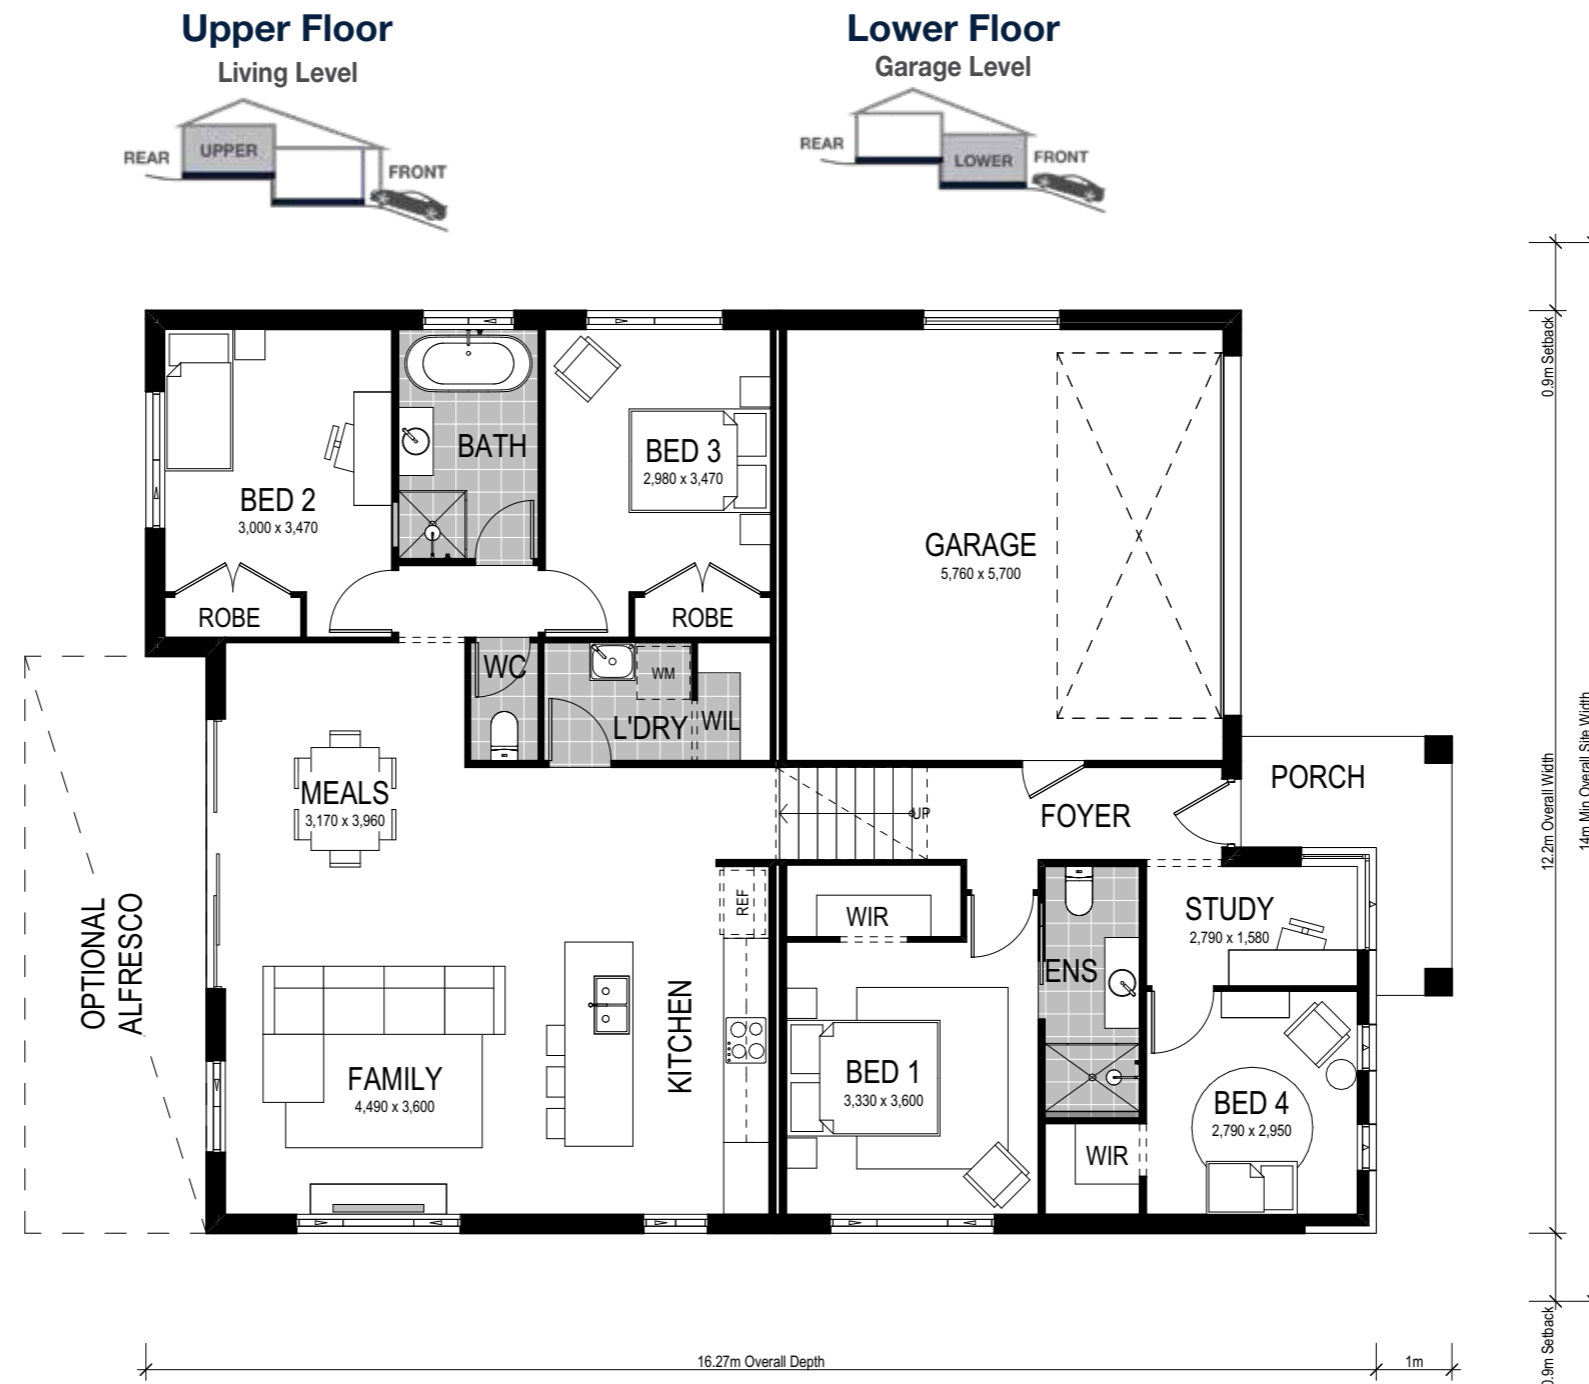 Upper Floor
Living Level
REAR
UPPER
FRONT
Lower Floor
Garage Level
REAR
LOWER
FRONT
0.9m Setback
BED 2
3,000 x 3,470
BATH
BED 3
2,980 x 3,470
GARAGE
5,760 x 5,700
ROBE
ROBE
WC
WM
L'DRY
WIL
MEALS
3,170 x 3,960
UP
FOYER
PORCH
12.2m Overall Width
14m Min Overall Site Width
OPTIONAL
ALFRESCO
REF
WIR
STUDY
2,790 x 1,580
ENS
KITCHEN
FAMILY
4,490 x 3,600
BED 1
3,330 x 3,600
BED 4
2,790 x 2,950
WIR
16.27m Overall Depth
1m
0.9m Setback